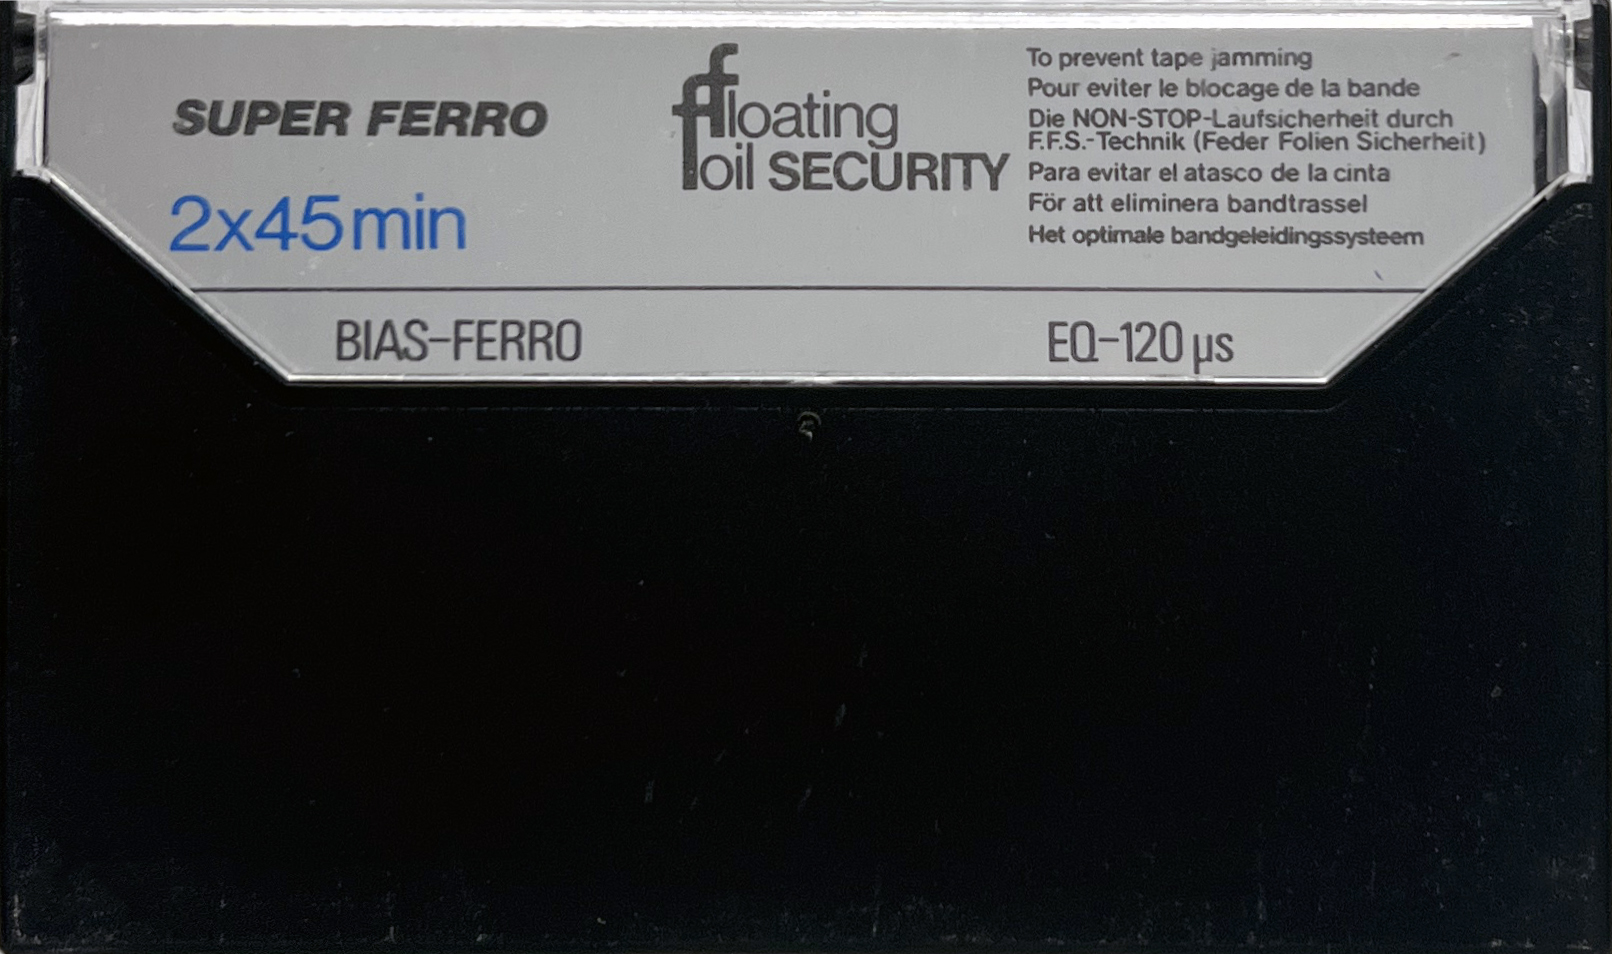 SUPER FERRO
2x45min
floating
foil SECURITY
To prevent tape jamming
Pour eviter le blocage de la bande
Die NON-STOP-Laufsicherheit durch
F.F.S.-Technik (Feder Folien Sicherheit)
Para evitar el atasco de la cinta
För att eliminera bandtrassel
Het optimale bandgeleidingssysteem
BIAS-FERRO
EQ-120 µs
2